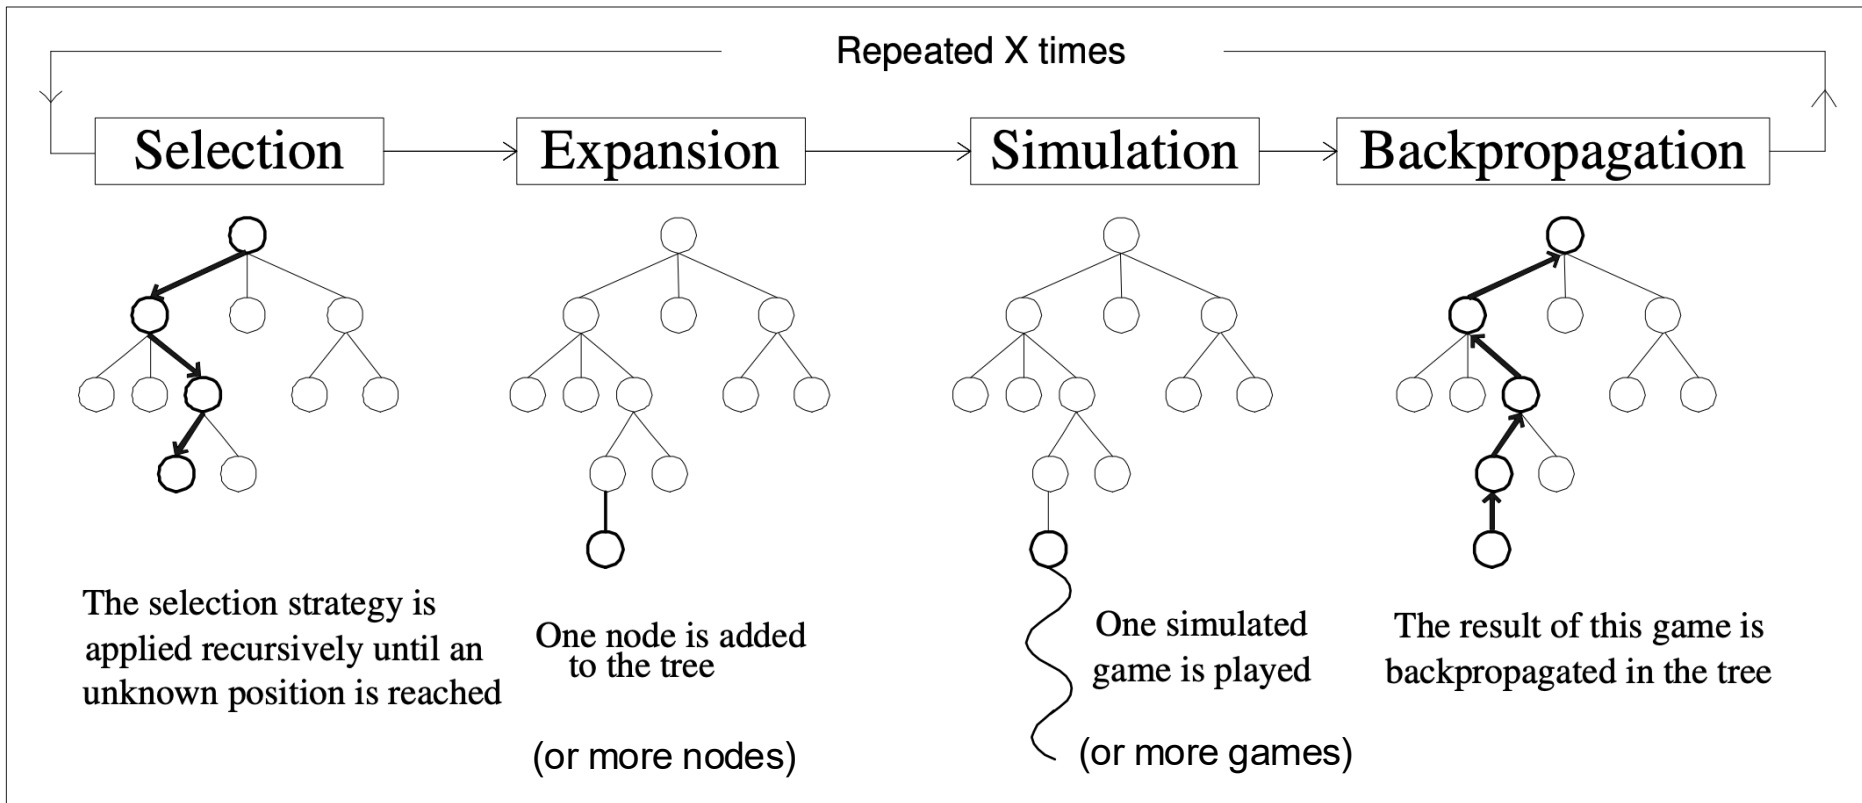 Repeated X times
Selection
Expansion
Simulation
Backpropagation
The selection strategy is
applied recursively until an
unknown position is reached
One node is added
to the tree
(or more nodes)
One simulated
game is played
(or more games)
The result of this game is
backpropagated in the tree